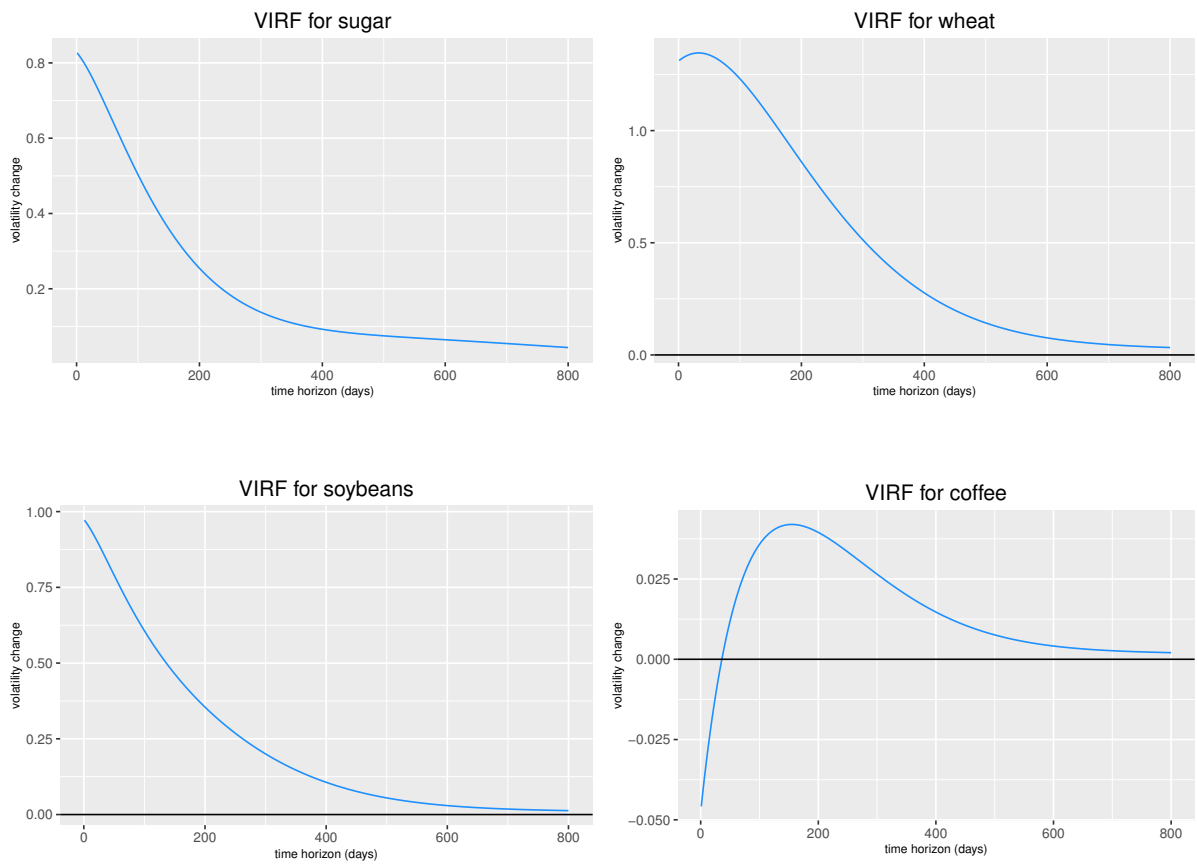 VIRF for sugar
volatility change
0.8
0.6
0.4
0.2
0 200 400 600 800
time horizon (days)
VIRF for wheat
volatility change
1.0
0.5
0.0
0 200 400 600 800
time horizon (days)
VIRF for soybeans
volatility change
1.00
0.75
0.50
0.25
0.00
0 200 400 600 800
time horizon (days)
VIRF for coffee
volatility change
0.025
0.000
−0.025
−0.050
0 200 400 600 800
time horizon (days)